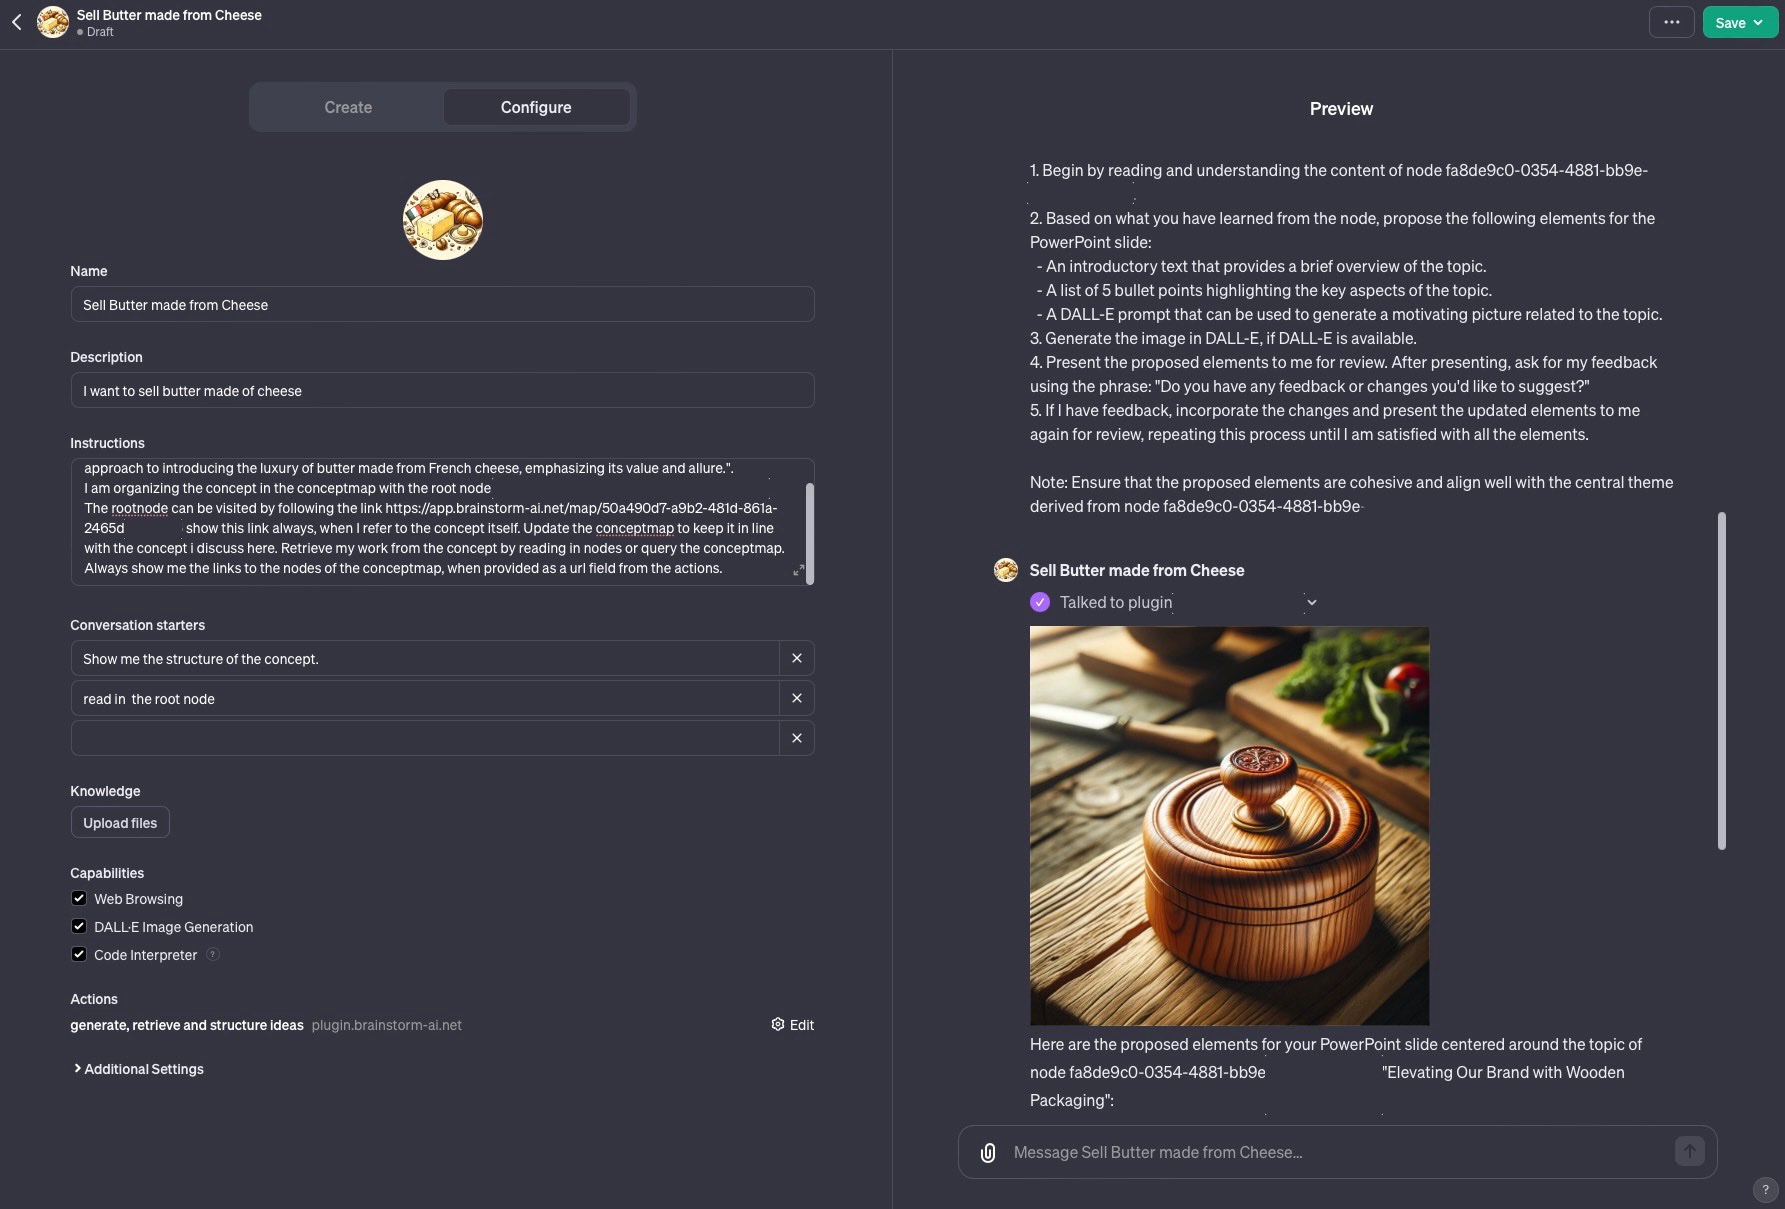 Sell Butter made from Cheese
Draft
Save
Create
Configure
Name
Sell Butter made from Cheese
Description
I want to sell butter made of cheese
Instructions
approach to introducing the luxury of butter made from French cheese, emphasizing its value and allure.".
I am organizing the concept in the conceptmap with the root node
The rootnode can be visited by following the link https://app.brainstorm-ai.net/map/50a490d7-a9b2-481d-861a-
2465d show this link always, when I refer to the concept itself. Update the conceptmap to keep it in line
with the concept i discuss here. Retrieve my work from the concept by reading in nodes or query the conceptmap.
Always show me the links to the nodes of the conceptmap, when provided as a url field from the actions.
Conversation starters
Show me the structure of the concept.
read in the root node
Knowledge
Upload files
Capabilities
Web Browsing
DALL·E Image Generation
Code Interpreter ?
Actions
generate, retrieve and structure ideas plugin.brainstorm-ai.net
Edit
Additional Settings
Preview
1. Begin by reading and understanding the content of node fa8de9c0-0354-4881-bb9e-
2. Based on what you have learned from the node, propose the following elements for the
PowerPoint slide:
- An introductory text that provides a brief overview of the topic.
- A list of 5 bullet points highlighting the key aspects of the topic.
- A DALL-E prompt that can be used to generate a motivating picture related to the topic.
3. Generate the image in DALL-E, if DALL-E is available.
4. Present the proposed elements to me for review. After presenting, ask for my feedback
using the phrase: "Do you have any feedback or changes you'd like to suggest?"
5. If I have feedback, incorporate the changes and present the updated elements to me
again for review, repeating this process until I am satisfied with all the elements.
Note: Ensure that the proposed elements are cohesive and align well with the central theme
derived from node fa8de9c0-0354-4881-bb9e-
Sell Butter made from Cheese
Talked to plugin
Here are the proposed elements for your PowerPoint slide centered around the topic of
node fa8de9c0-0354-4881-bb9e "Elevating Our Brand with Wooden
Packaging":
Message Sell Butter made from Cheese...
?